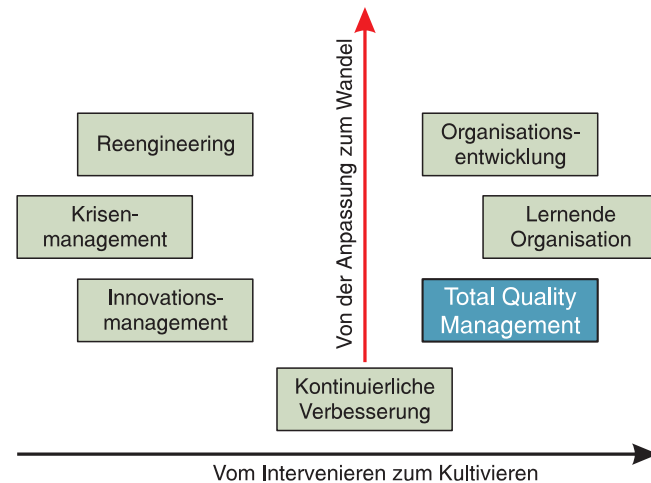 Von der Anpassung zum Wandel
Reengineering
Organisations-
entwicklung
Krisen-
management
Lernende
Organisation
Innovations-
management
Total Quality
Management
Kontinuierliche
Verbesserung
Vom Intervenieren zum Kultivieren